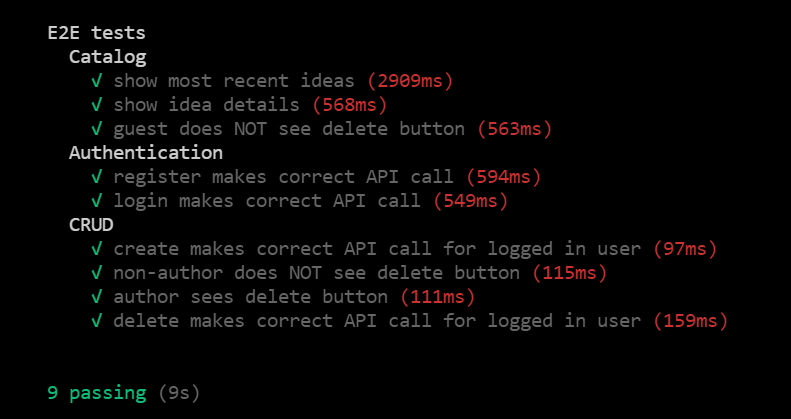 E2E tests
Catalog
√ show most recent ideas (2909ms)
√ show idea details (568ms)
√ guest does NOT see delete button (563ms)
Authentication
√ register makes correct API call (594ms)
√ login makes correct API call (549ms)
CRUD
√ create makes correct API call for logged in user (97ms)
√ non-author does NOT see delete button (115ms)
√ author sees delete button (111ms)
√ delete makes correct API call for logged in user (159ms)
9 passing (9s)